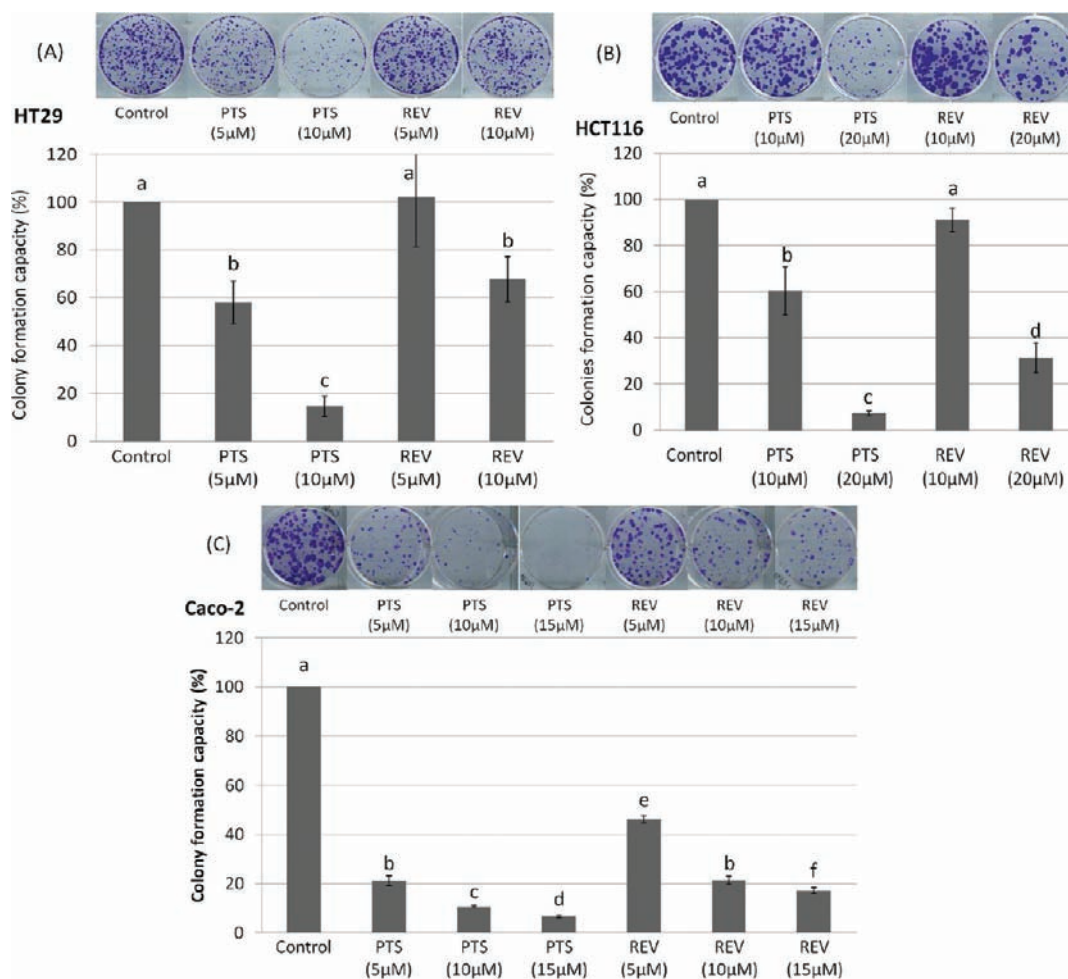 (A)
Control PTS PTS REV REV
HT29 (5μM) (10μM) (5μM) (10μM)
Colony formation capacity (%)
120
100
80
60
40
20
0
a
b
c
a
b
Control PTS PTS REV REV
(5μM) (10μM) (5μM) (10μM)
(B)
Control PTS PTS REV REV
HCT116 (10μM) (20μM) (10μM) (20μM)
Colonies formation capacity (%)
120
100
80
60
40
20
0
a
b
c
a
d
Control PTS PTS REV REV
(10μM) (20μM) (10μM) (20μM)
(C)
Control PTS PTS PTS REV REV REV
Caco-2 (5μM) (10μM) (15μM) (5μM) (10μM) (15μM)
Colony formation capacity (%)
120
100
80
60
40
20
0
a
b
c
d
e
b
f
Control PTS PTS PTS REV REV REV
(5μM) (10μM) (15μM) (5μM) (10μM) (15μM)